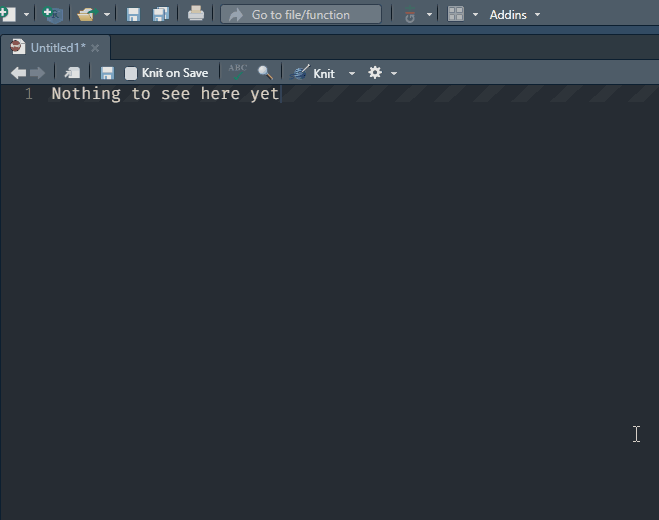 Go to file/function
Addins
Untitled1*
Knit on Save
ABC
Knit
1 Nothing to see here yet